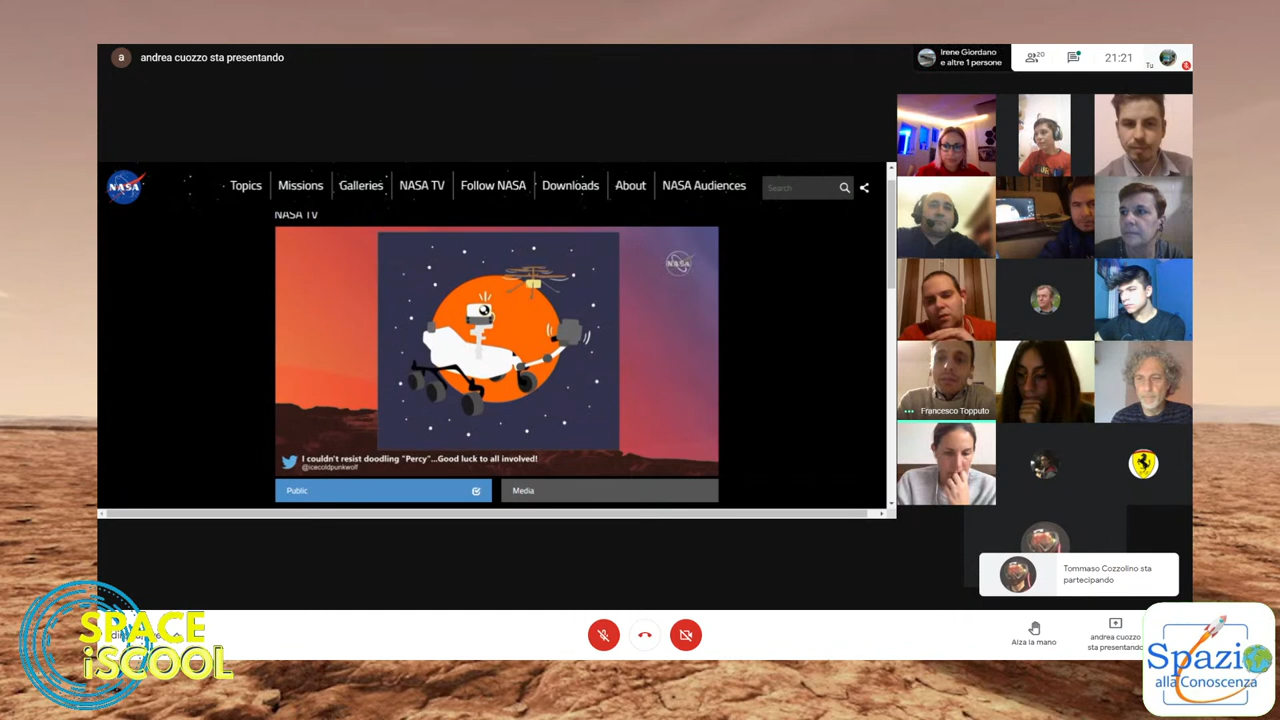 a
andrea cuozzo sta presentando
Irene Giordano
e altre 1 persone
20
21:21
Tu
NASA
Topics
Missions
Galleries
NASA TV
Follow NASA
Downloads
About
NASA Audiences
Search
NASA TV
NASA
I couldn't resist doodling "Percy"...Good luck to all involved!
@icecoldpunkwolf
Public
Media
Francesco Topputo
Tommaso Cozzolino sta
partecipando
Alza la mano
andrea cuozzo
sta presentando
SPACE
iSCOOL
Spazio
alla Conoscenza